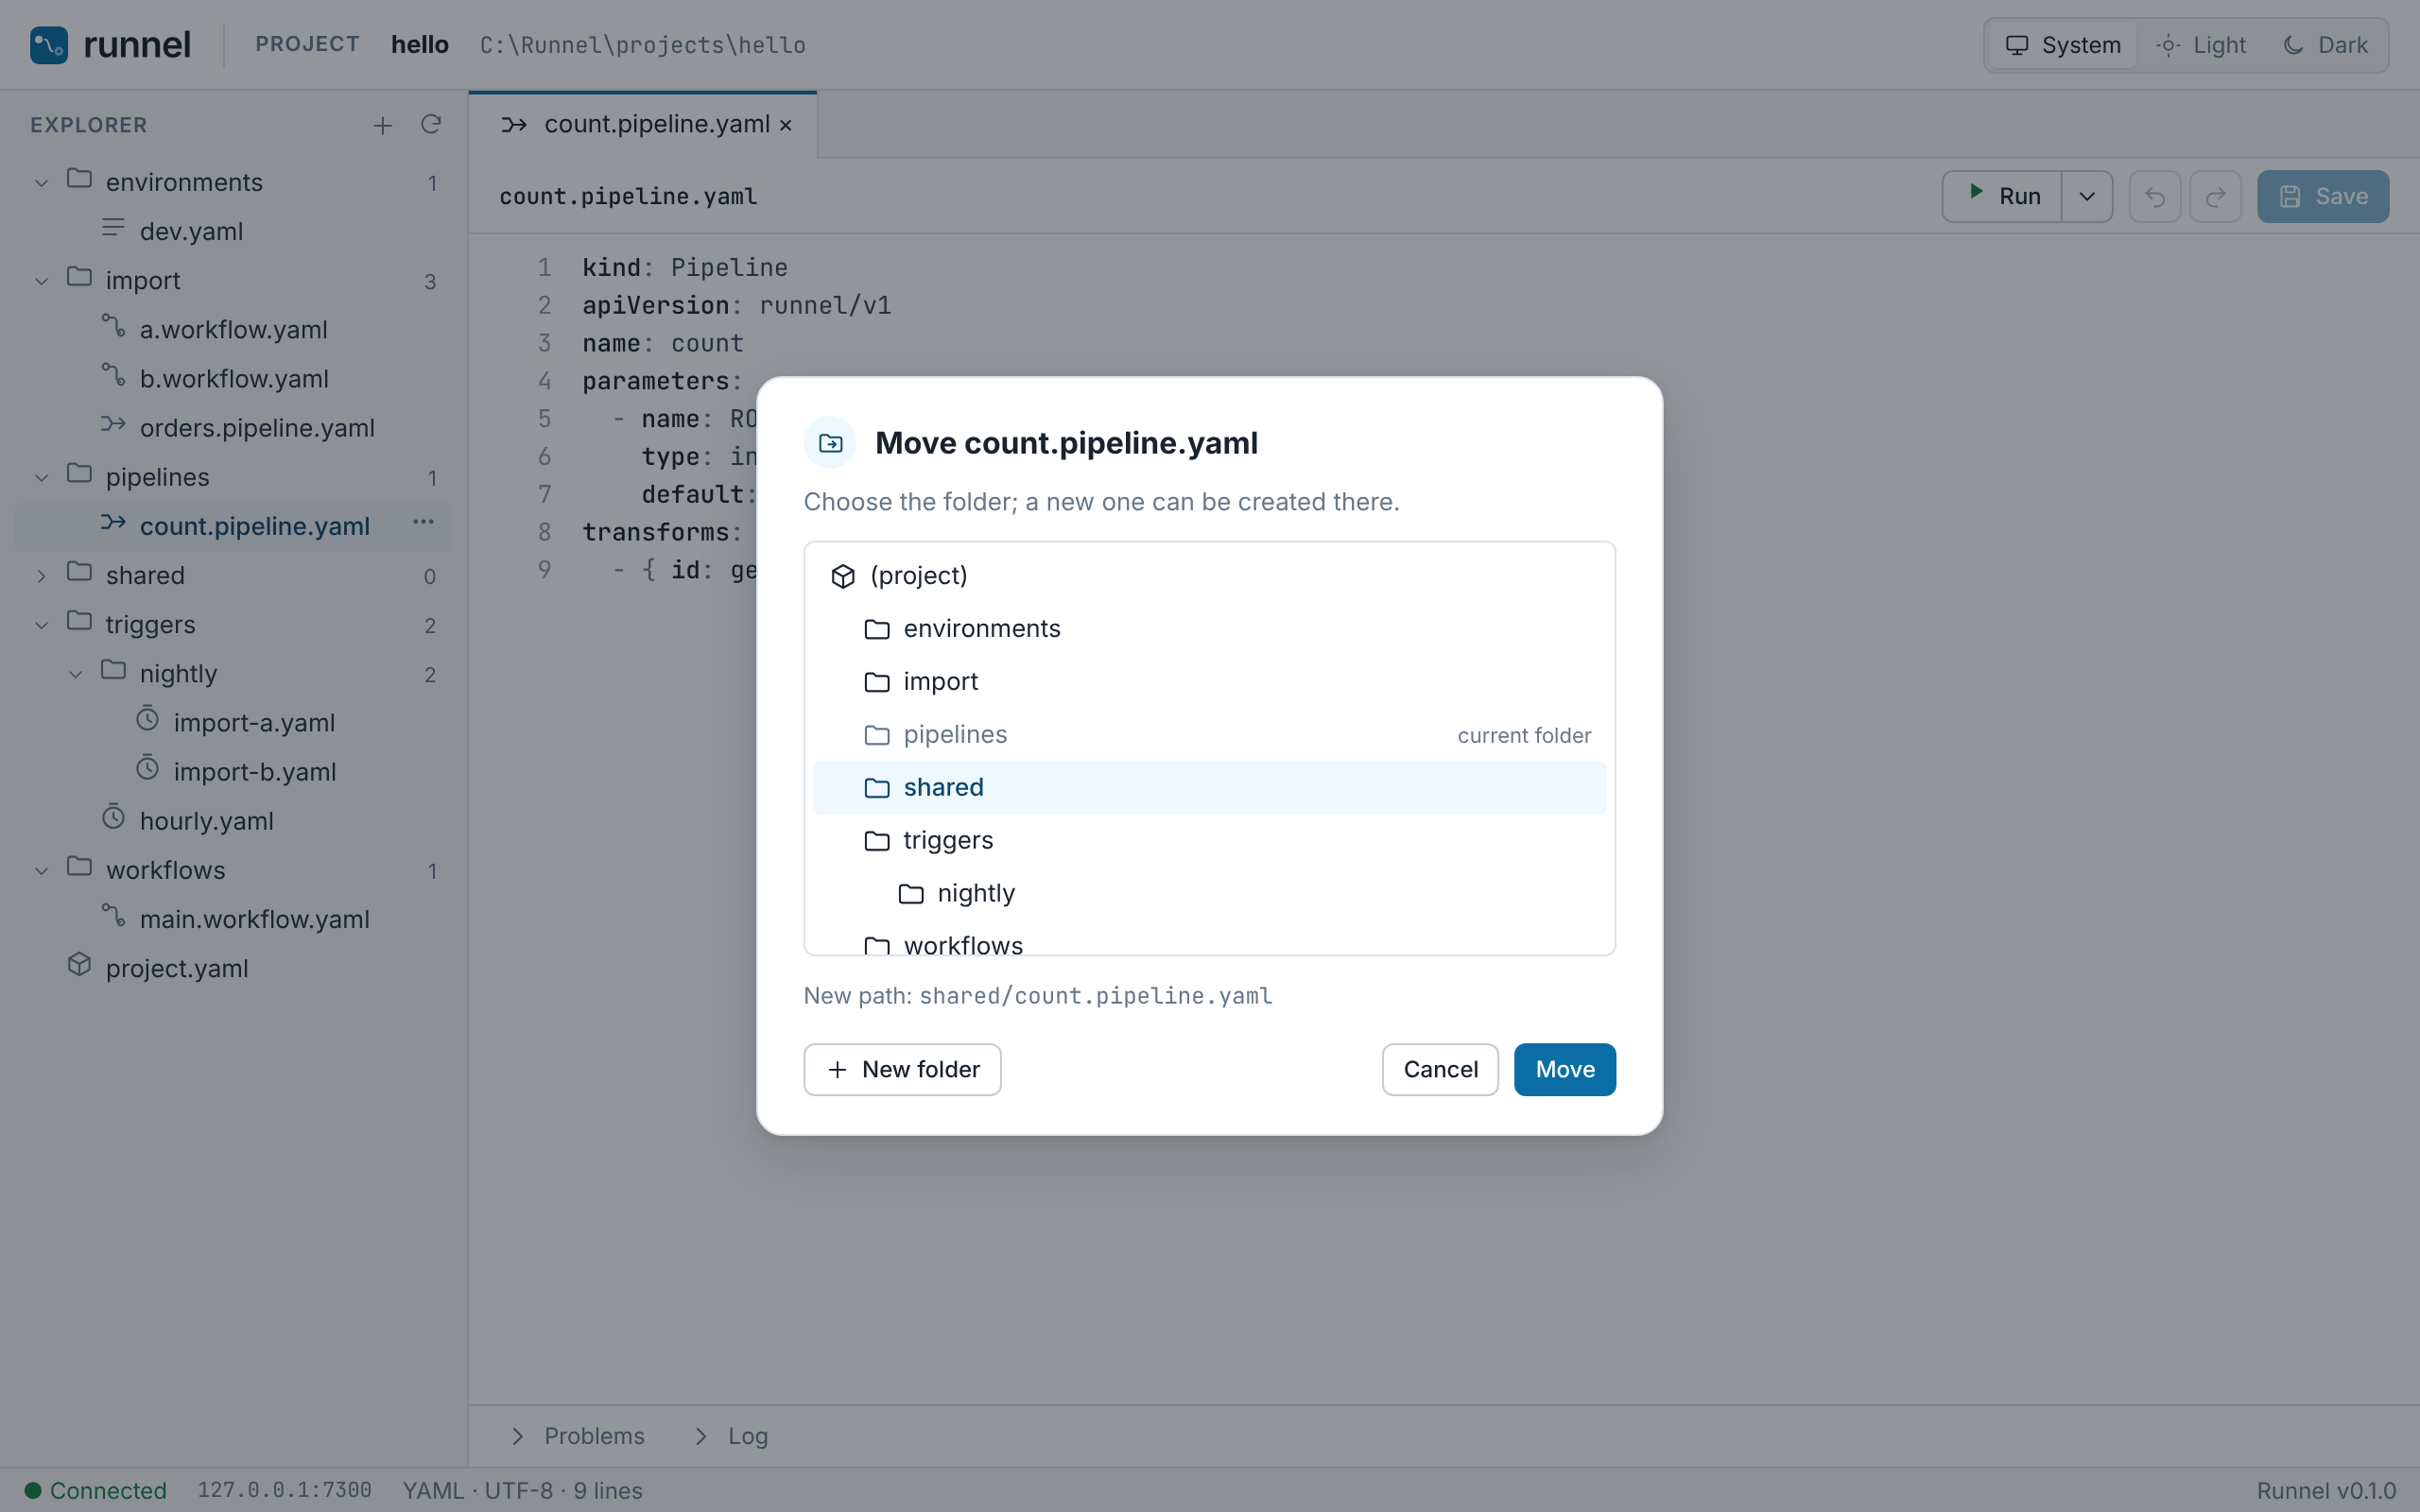 runnel PROJECT hello C:\Runnel\projects\hello System Light Dark
EXPLORER
environments 1
dev.yaml
import 3
a.workflow.yaml
b.workflow.yaml
orders.pipeline.yaml
pipelines 1
count.pipeline.yaml ···
shared 0
triggers 2
nightly 2
import-a.yaml
import-b.yaml
hourly.yaml
workflows 1
main.workflow.yaml
project.yaml
count.pipeline.yaml ×
count.pipeline.yaml Run Save
1 kind: Pipeline
2 apiVersion: runnel/v1
3 name: count
4 parameters:
5 - name: RO
6 type: in
7 default:
8 transforms:
9 - { id: ge
Move count.pipeline.yaml
Choose the folder; a new one can be created there.
(project)
environments
import
pipelines current folder
shared
triggers
nightly
workflows
New path: shared/count.pipeline.yaml
+ New folder Cancel Move
Problems Log
Connected 127.0.0.1:7300 YAML · UTF-8 · 9 lines Runnel v0.1.0